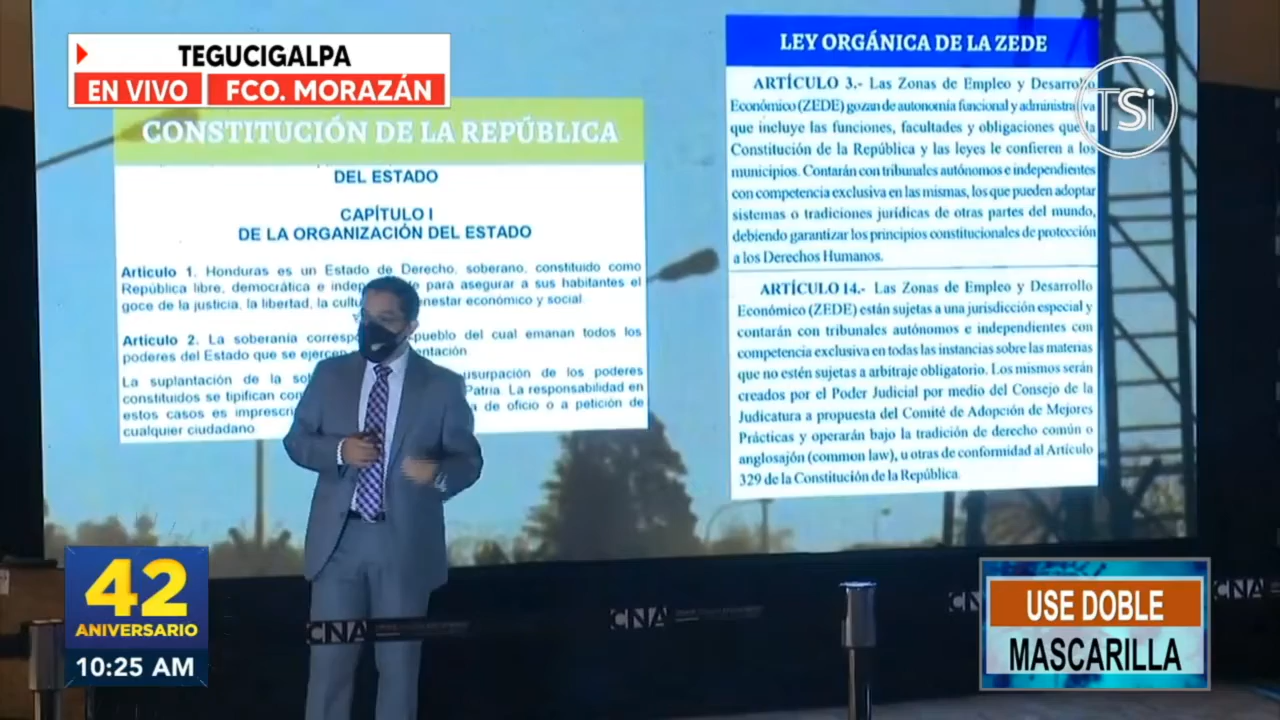 TEGUCIGALPA
EN VIVO FCO. MORAZÁN
CONSTITUCIÓN DE LA REPÚBLICA
DEL ESTADO
CAPÍTULO I
DE LA ORGANIZACIÓN DEL ESTADO
Articulo 1. Honduras es un Estado de Derecho, soberano, constituido como
República libre, democrática e para asegurar a sus habitantes el
goce de la justicia, la libertad, la económico y social.
Artículo 2. La soberanía pueblo del cual emanan todos los
poderes del Estado que se
La suplantación de la usurpación de los poderes
constituidos se tipifican Patria. La responsabilidad en
estos casos es de oficio o a petición de
cualquier ciudadano.
LEY ORGÁNICA DE LA ZEDE
ARTÍCULO 3.- Las Zonas de Empleo y Desarrollo
Económico (ZEDE) gozan de autonomía funcional y administrativa
que incluye las funciones, facultades y obligaciones que la
Constitución de la República y las leyes le confieren a los
municipios. Contarán con tribunales autónomos e independientes
con competencia exclusiva en las mismas, los que pueden adoptar
sistemas o tradiciones jurídicas de otras partes del mundo,
debiendo garantizar los principios constitucionales de protección
a los Derechos Humanos.
ARTÍCULO 14.- Las Zonas de Empleo y Desarrollo
Económico (ZEDE) están sujetas a una jurisdicción especial y
contarán con tribunales autónomos e independientes con
competencia exclusiva en todas las instancias sobre las materias
que no estén sujetas a arbitraje obligatorio. Los mismos serán
creados por el Poder Judicial por medio del Consejo de la
Judicatura a propuesta del Comité de Adopción de Mejores
Prácticas y operarán bajo la tradición de derecho común o
anglosajón (common law), u otras de conformidad al Artículo
329 de la Constitución de la República.
TSi
42
ANIVERSARIO
10:25 AM
CNA
CNA
CNA
USE DOBLE
MASCARILLA